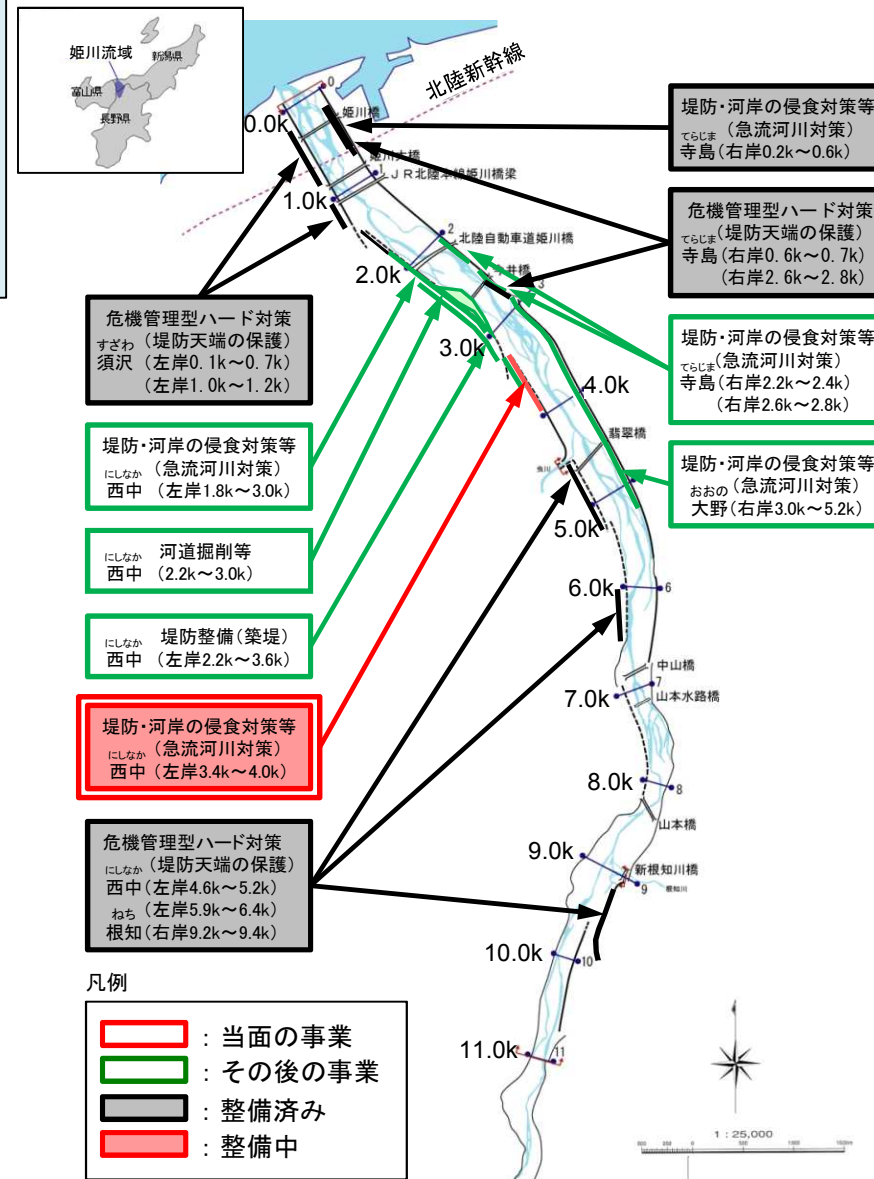 姫川流域
新潟県
富山県
長野県
北陸新幹線
0
0.0k
姫川橋
姫川大橋
JR北陸本線姫川橋梁
1
1.0k
2
北陸自動車道姫川橋
2.0k
今井橋
3
3.0k
4.0k
翡翠橋
虫川
5.0k
6.0k
6
中山橋
7
7.0k
山本水路橋
8.0k
8
山本橋
9.0k
新根知川橋
9
根知川
10.0k
10
11.0k
11
堤防・河岸の侵食対策等
てらじま (急流河川対策)
寺島(右岸0.2k～0.6k)
危機管理型ハード対策
てらじま (堤防天端の保護)
寺島(右岸0.6k～0.7k)
(右岸2.6k～2.8k)
堤防・河岸の侵食対策等
てらじま (急流河川対策)
寺島(右岸2.2k～2.4k)
(右岸2.6k～2.8k)
堤防・河岸の侵食対策等
おおの (急流河川対策)
大野(右岸3.0k～5.2k)
危機管理型ハード対策
すざわ (堤防天端の保護)
須沢 (左岸0.1k～0.7k)
(左岸1.0k～1.2k)
堤防・河岸の侵食対策等
にしなか (急流河川対策)
西中 (左岸1.8k～3.0k)
にしなか 河道掘削等
西中 (2.2k～3.0k)
にしなか 堤防整備(築堤)
西中 (左岸2.2k～3.6k)
堤防・河岸の侵食対策等
にしなか (急流河川対策)
西中 (左岸3.4k～4.0k)
危機管理型ハード対策
にしなか (堤防天端の保護)
西中(左岸4.6k～5.2k)
ねち (左岸5.9k～6.4k)
根知(右岸9.2k～9.4k)
凡例
：当面の事業
：その後の事業
：整備済み
：整備中
1：25,000